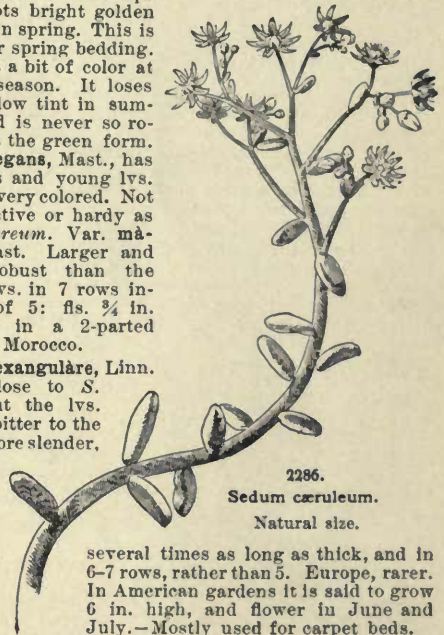 ots bright golden
n spring. This is
r spring bedding.
a bit of color at
season. It loses
low tint in sum-
d is never so ro-
the green form.
egans, Mast., has
s and young lvs.
very colored. Not
ctive or hardy as
reum. Var. mà-
ast. Larger and
obust than the
vs. in 7 rows in-
of 5: fls. ¾ in.
in a 2-parted
Morocco.
exangulàre, Linn.
lose to S.
at the lvs.
bitter to the
ore slender,
2286.
Sedum cæruleum.
Natural size.
several times as long as thick, and in
6-7 rows, rather than 5. Europe, rarer.
In American gardens it is said to grow
6 in. high, and flower in June and
July.—Mostly used for carpet beds.